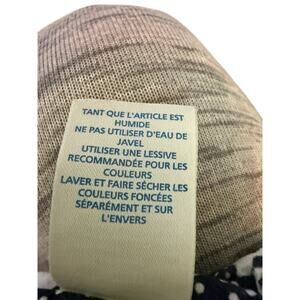 TANT QUE L'ARTICLE EST
HUMIDE
NE PAS UTILISER D'EAU DE
JAVEL
UTILISER UNE LESSIVE
RECOMMANDÉE POUR LES
COULEURS
LAVER ET FAIRE SÉCHER LES
COULEURS FONCÉES
SÉPARÉMENT ET SUR
L'ENVERS